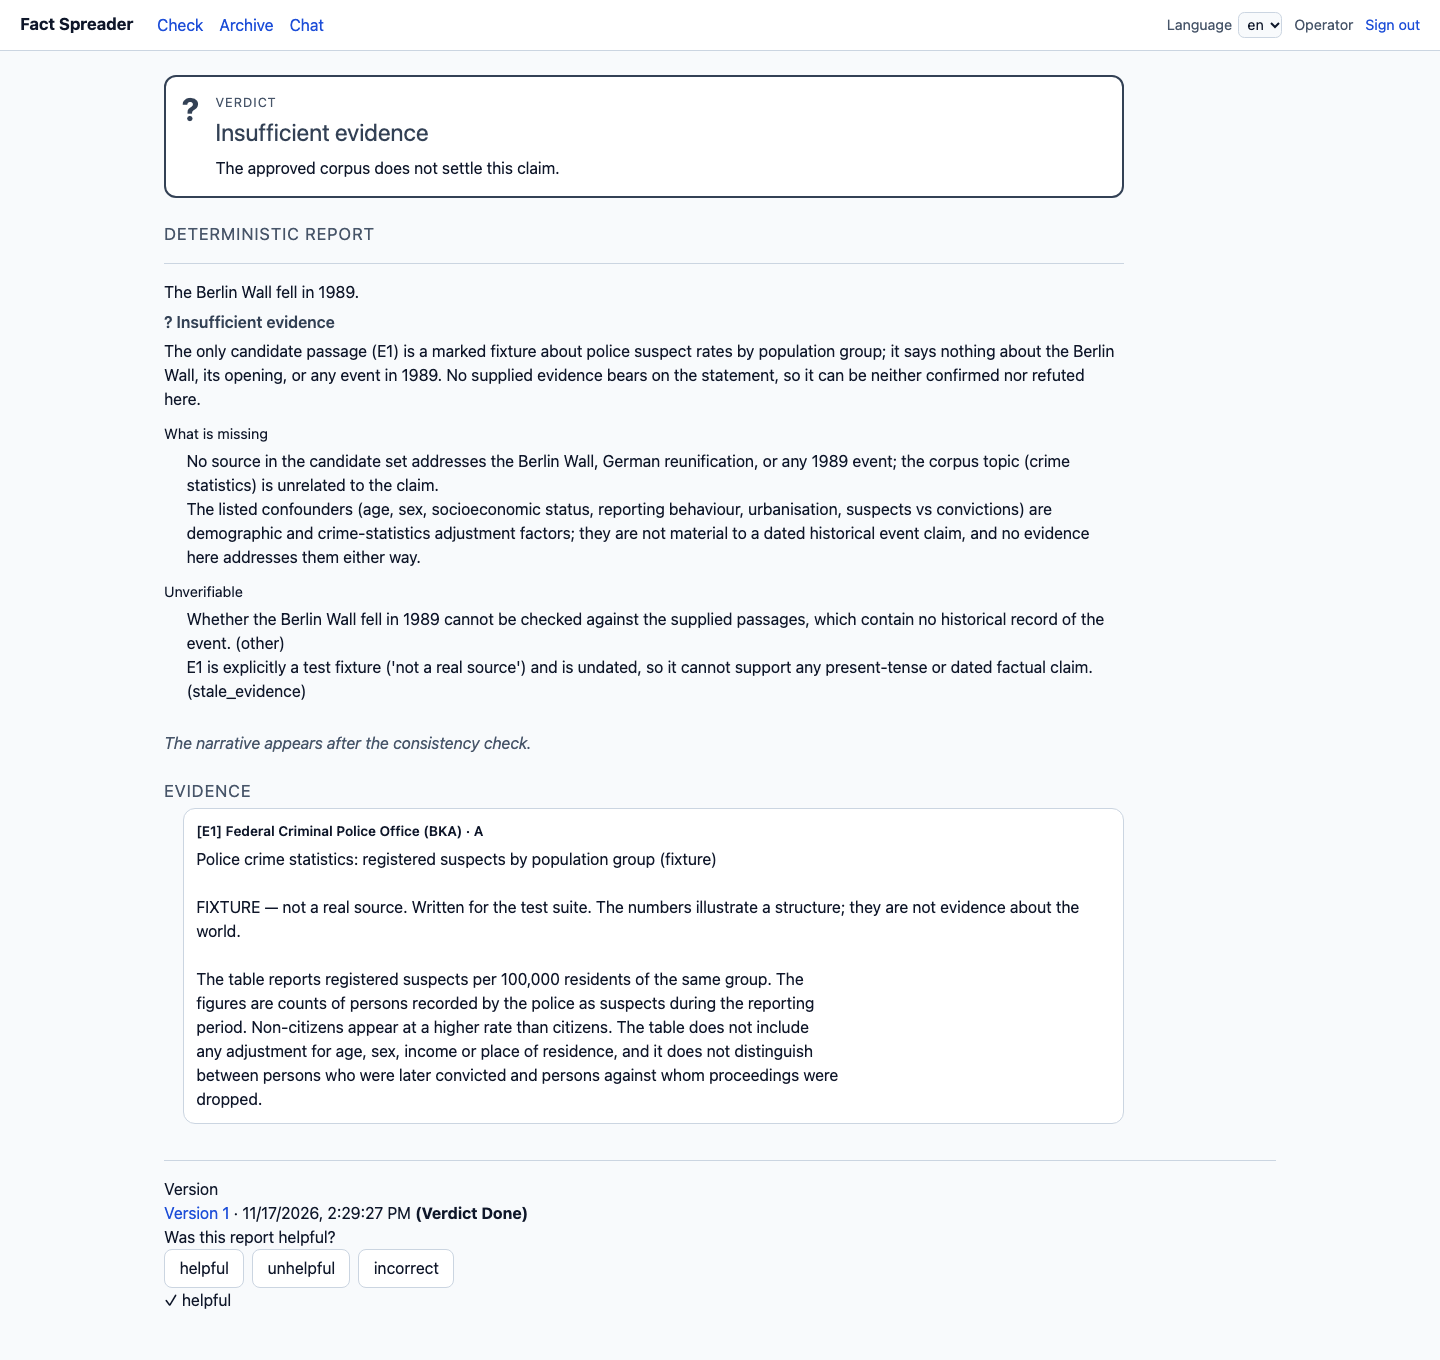 Fact Spreader Check Archive Chat Language en Operator Sign out
?
VERDICT
Insufficient evidence
The approved corpus does not settle this claim.
DETERMINISTIC REPORT
The Berlin Wall fell in 1989.
? Insufficient evidence
The only candidate passage (E1) is a marked fixture about police suspect rates by population group; it says nothing about the Berlin
Wall, its opening, or any event in 1989. No supplied evidence bears on the statement, so it can be neither confirmed nor refuted
here.
What is missing
No source in the candidate set addresses the Berlin Wall, German reunification, or any 1989 event; the corpus topic (crime
statistics) is unrelated to the claim.
The listed confounders (age, sex, socioeconomic status, reporting behaviour, urbanisation, suspects vs convictions) are
demographic and crime-statistics adjustment factors; they are not material to a dated historical event claim, and no evidence
here addresses them either way.
Unverifiable
Whether the Berlin Wall fell in 1989 cannot be checked against the supplied passages, which contain no historical record of the
event. (other)
E1 is explicitly a test fixture ('not a real source') and is undated, so it cannot support any present-tense or dated factual claim.
(stale_evidence)
The narrative appears after the consistency check.
EVIDENCE
[E1] Federal Criminal Police Office (BKA) · A
Police crime statistics: registered suspects by population group (fixture)
FIXTURE — not a real source. Written for the test suite. The numbers illustrate a structure; they are not evidence about the
world.
The table reports registered suspects per 100,000 residents of the same group. The
figures are counts of persons recorded by the police as suspects during the reporting
period. Non-citizens appear at a higher rate than citizens. The table does not include
any adjustment for age, sex, income or place of residence, and it does not distinguish
between persons who were later convicted and persons against whom proceedings were
dropped.
Version
Version 1 · 11/17/2026, 2:29:27 PM (Verdict Done)
Was this report helpful?
helpful unhelpful incorrect
✓ helpful